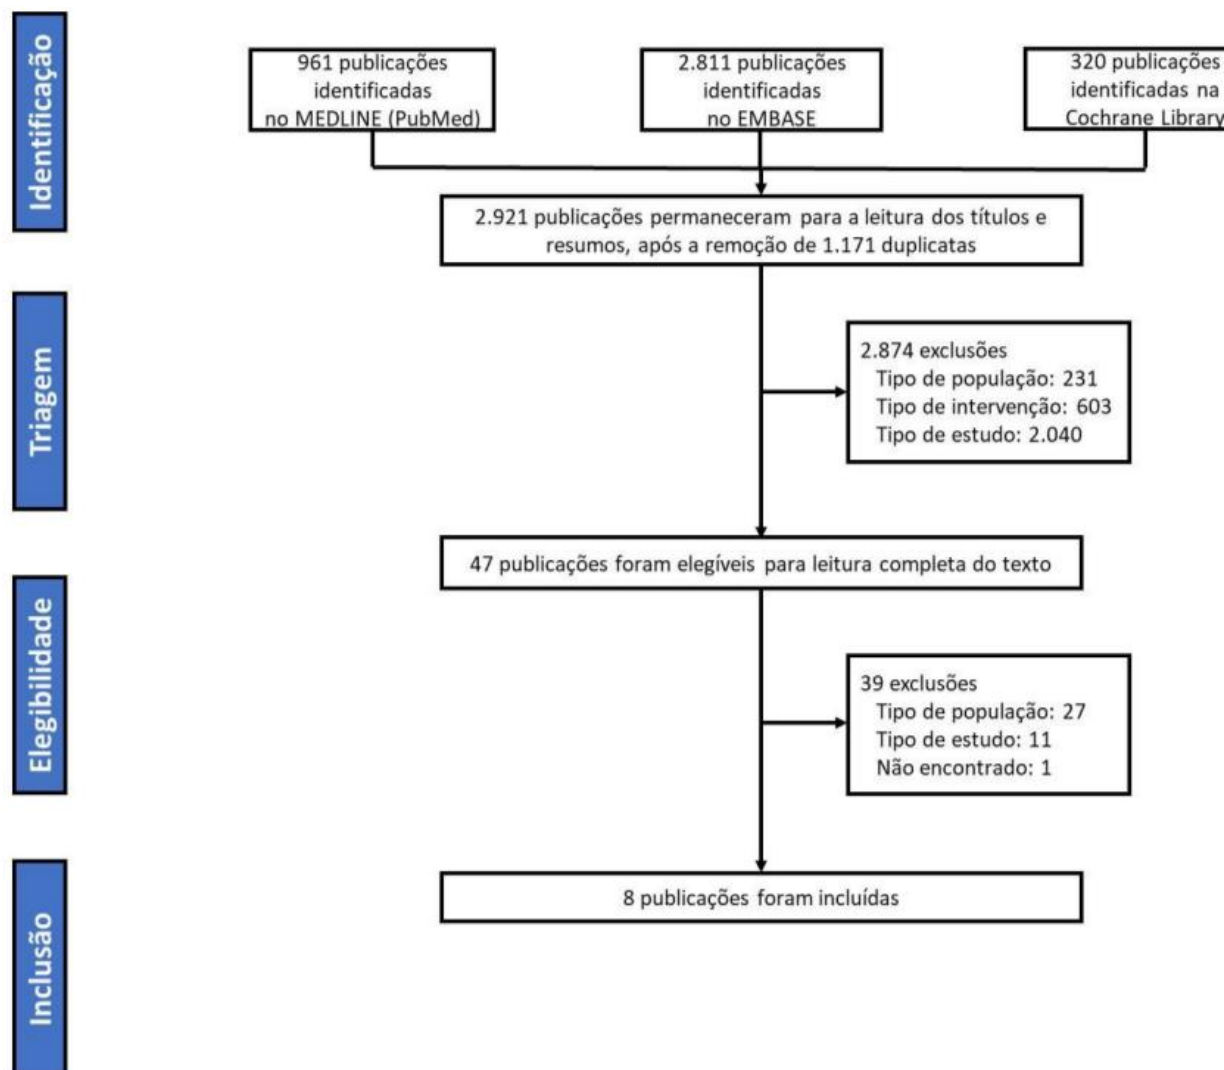 Identificação
961 publicações
identificadas
no MEDLINE (PubMed)
2.811 publicações
identificadas
no EMBASE
320 publicações
identificadas na
Cochrane Library
2.921 publicações permaneceram para a leitura dos títulos e
resumos, após a remoção de 1.171 duplicatas
Triagem
2.874 exclusões
Tipo de população: 231
Tipo de intervenção: 603
Tipo de estudo: 2.040
47 publicações foram elegíveis para leitura completa do texto
Elegibilidade
39 exclusões
Tipo de população: 27
Tipo de estudo: 11
Não encontrado: 1
Inclusão
8 publicações foram incluídas